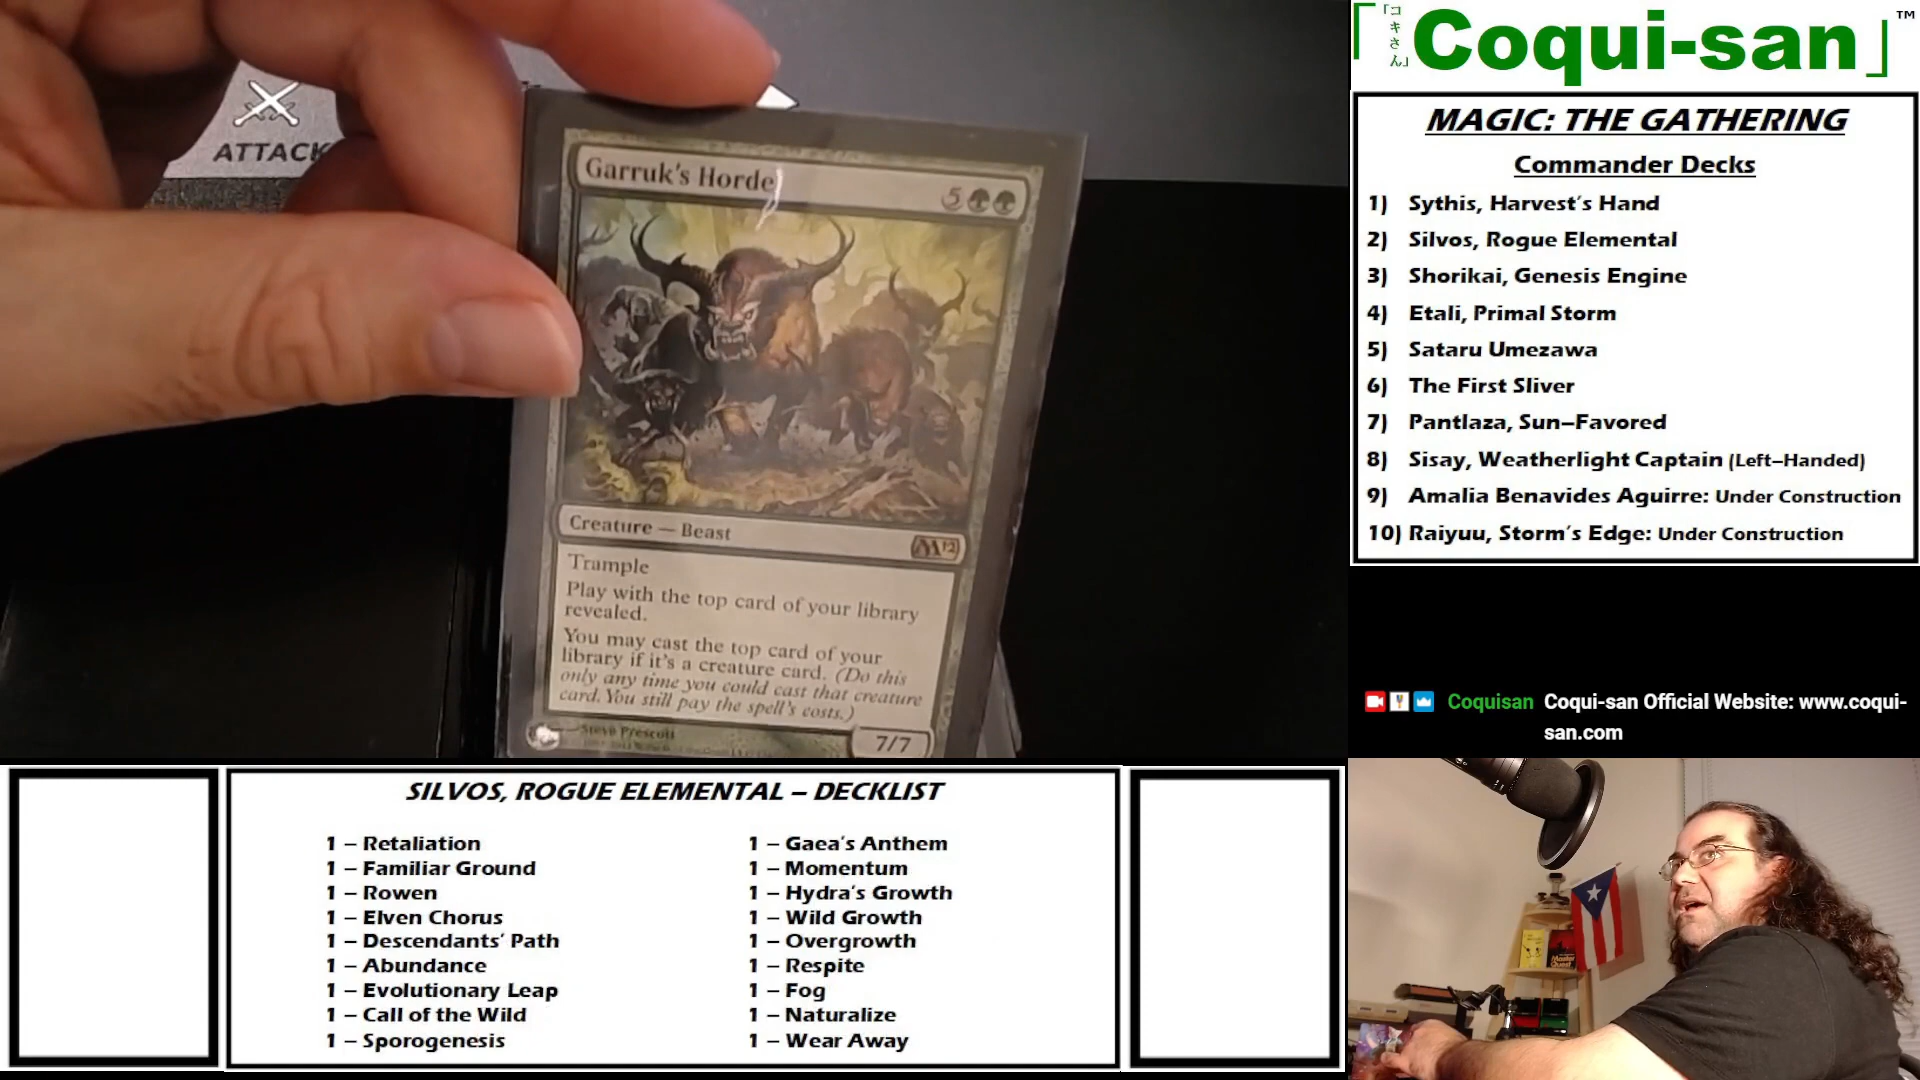 ATTACK
Garruk's Horde
5
Creature — Beast
M12
Trample
Play with the top card of your library
revealed.
You may cast the top card of your
library if it's a creature card. (Do this
only any time you could cast that creature
card. You still pay the spell's costs.)
Steve Prescott
7/7
「コキさん」
「Coqui-san」™
MAGIC: THE GATHERING
Commander Decks
1) Sythis, Harvest's Hand
2) Silvos, Rogue Elemental
3) Shorikai, Genesis Engine
4) Etali, Primal Storm
5) Sataru Umezawa
6) The First Sliver
7) Pantlaza, Sun–Favored
8) Sisay, Weatherlight Captain (Left–Handed)
9) Amalia Benavides Aguirre: Under Construction
10) Raiyuu, Storm's Edge: Under Construction
Coquisan Coqui-san Official Website: www.coqui-
san.com
Master
Quest
SILVOS, ROGUE ELEMENTAL – DECKLIST
1 – Retaliation
1 – Familiar Ground
1 – Rowen
1 – Elven Chorus
1 – Descendants' Path
1 – Abundance
1 – Evolutionary Leap
1 – Call of the Wild
1 – Sporogenesis
1 – Gaea's Anthem
1 – Momentum
1 – Hydra's Growth
1 – Wild Growth
1 – Overgrowth
1 – Respite
1 – Fog
1 – Naturalize
1 – Wear Away